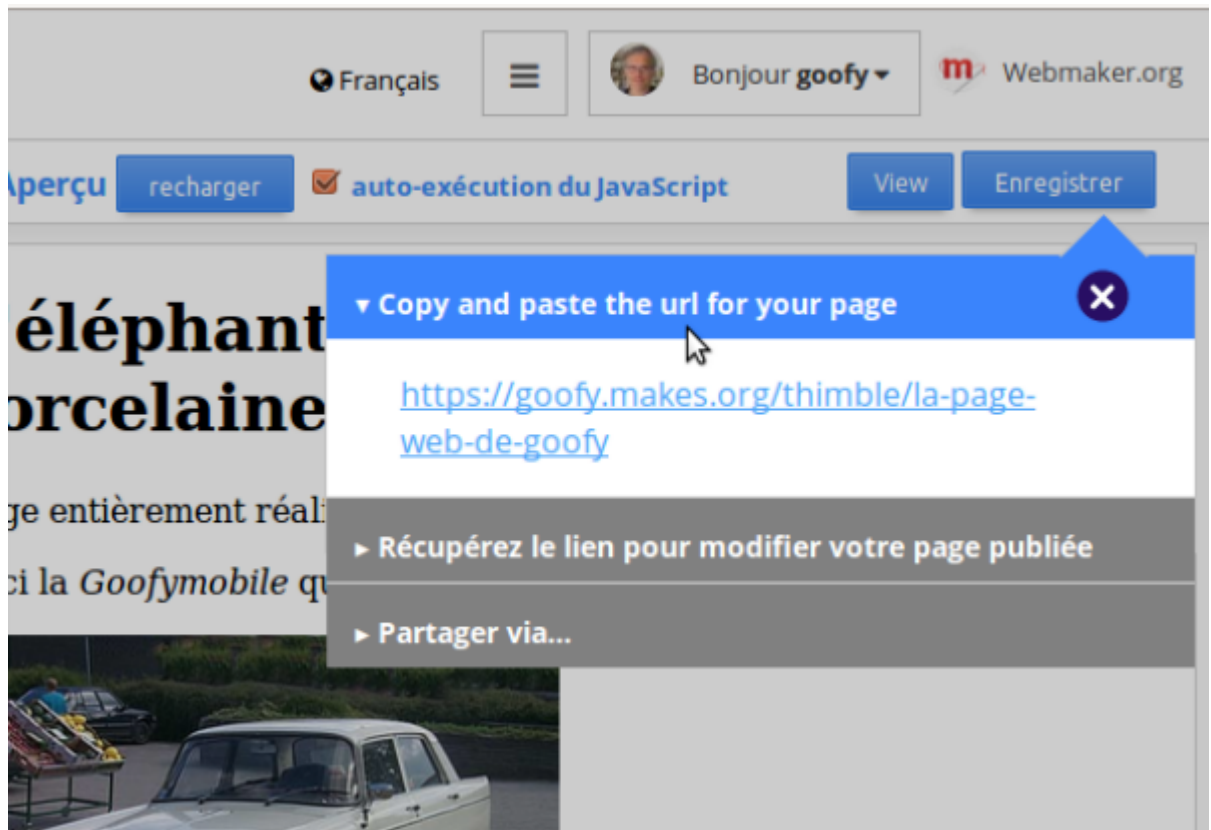 Français
Bonjour goofy
Webmaker.org
Aperçu
recharger
auto-exécution du JavaScript
View
Enregistrer
Copy and paste the url for your page
https://goofy.makes.org/thimble/la-page-
web-de-goofy
éléphant
orcelaine
ge entièrement réali
ci la Goofymobile qu
Récupérez le lien pour modifier votre page publiée
Partager via...